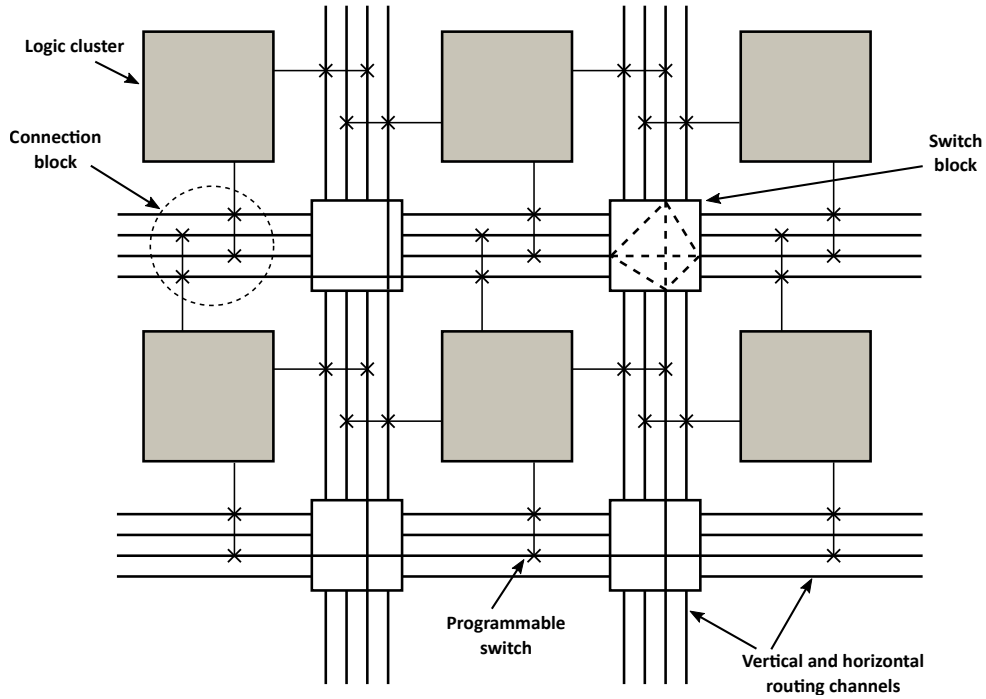 Logic cluster
Connection
block
Switch
block
Programmable
switch
Vertical and horizontal
routing channels